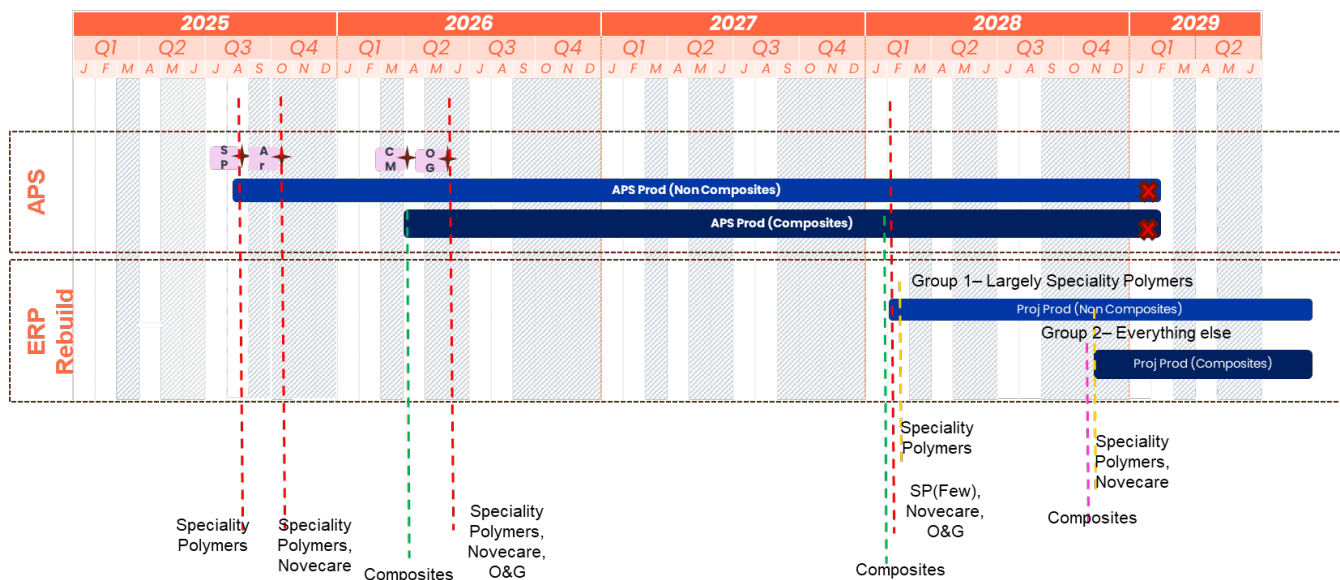 2025 2026 2027 2028 2029
Q1 Q2 Q3 Q4 Q1 Q2 Q3 Q4 Q1 Q2 Q3 Q4 Q1 Q2 Q3 Q4 Q1 Q2
J F M A M J J A S O N D J F M A M J J A S O N D J F M A M J J A S O N D J F M A M J J A S O N D J F M A M J
APS
S
P
A
r
C
M
O
G
APS Prod (Non Composites)
APS Prod (Composites)
ERP
Rebuild
Group 1– Largely Speciality Polymers
Proj Prod (Non Composites)
Group 2– Everything else
Proj Prod (Composites)
Speciality
Polymers
Speciality
Polymers,
Novecare
Composites
Speciality
Polymers,
Novecare,
O&G
Speciality
Polymers
SP(Few),
Novecare,
O&G
Composites
Speciality
Polymers,
Novecare
Composites